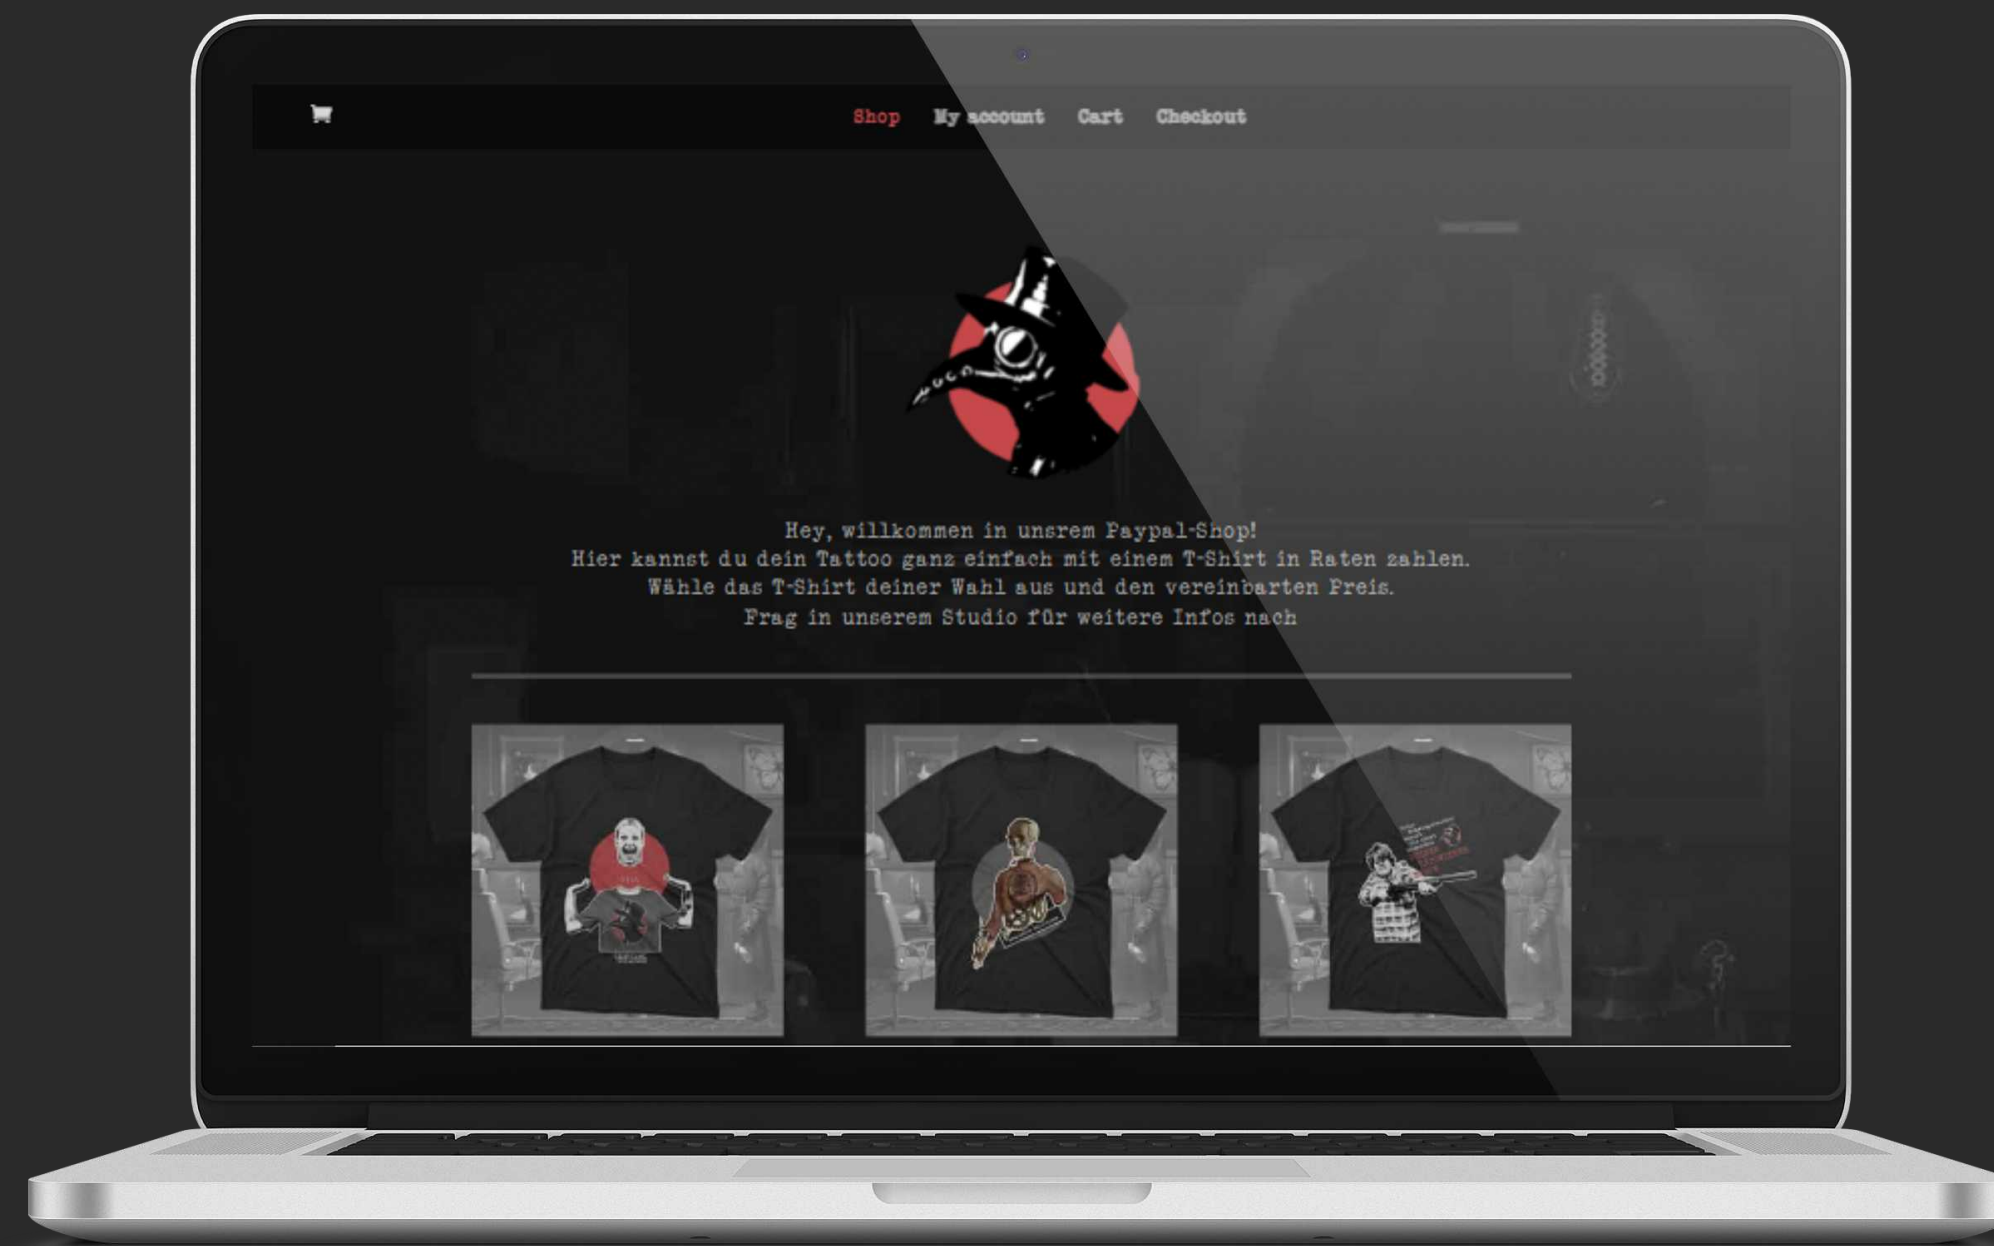 Shop My account Cart Checkout
Hey, willkommen in unsrem Paypal-Shop!
Hier kannst du dein Tattoo ganz einfach mit einem T-Shirt in Raten zahlen.
Wähle das T-Shirt deiner Wahl aus und den vereinbarten Preis.
Frag in unserem Studio für weitere Infos nach